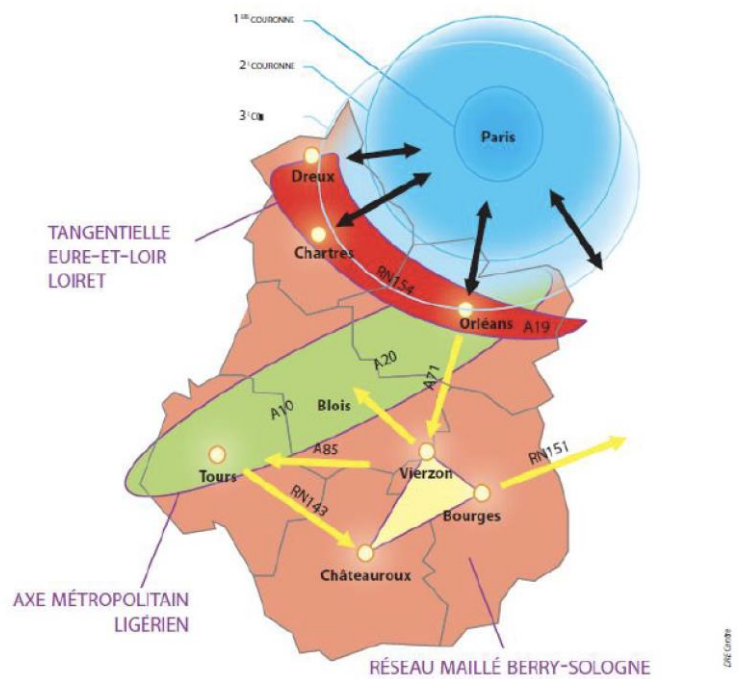 1ÈRE COURONNE
2E COURONNE
Paris
Dreux
TANGENTIELLE
EURE-ET-LOIR
LOIRET
Chartres
RN154
Orléans
A19
A20
A71
A10
Blois
A85
RN151
Tours
Vierzon
RN143
Bourges
Châteauroux
AXE MÉTROPOLITAIN
LIGÉRIEN
RÉSEAU MAILLÉ BERRY-SOLOGNE
DRE Centre